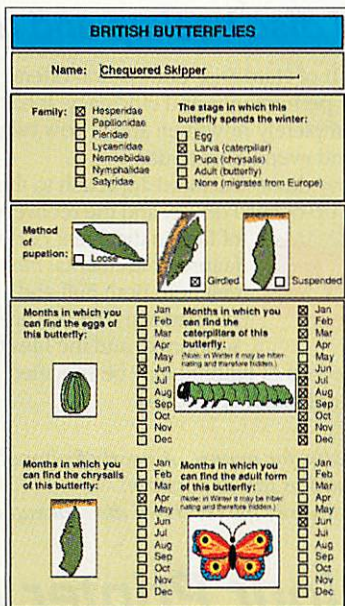 BRITISH BUTTERFLIES
Name: Chequered Skipper
Family:
Hesperidae
Papilionidae
Pieridae
Lycaenidae
Nemoebiidae
Nymphalidae
Satyridae
The stage in which this
butterfly spends the winter:
Egg
Larva (caterpillar)
Pupa (chrysalis)
Adult (butterfly)
None (migrates from Europe)
Method
of
pupation:
Loose
Girdled
Suspended
Months in which you
can find the eggs of
this butterfly:
Jan
Feb
Mar
Apr
May
Jun
Jul
Aug
Sep
Oct
Nov
Dec
Months in which you
can find the
caterpillars of this
butterfly:
(Note: in Winter it may be hiber
nating and therefore hidden.)
Jan
Feb
Mar
Apr
May
Jun
Jul
Aug
Sep
Oct
Nov
Dec
Months in which you
can find the chrysalis
of this butterfly:
Jan
Feb
Mar
Apr
May
Jun
Jul
Aug
Sep
Oct
Nov
Dec
Months in which you
can find the adult form
of this butterfly:
(Note: in Winter it may be hiber
nating and therefore hidden.)
Jan
Feb
Mar
Apr
May
Jun
Jul
Aug
Sep
Oct
Nov
Dec